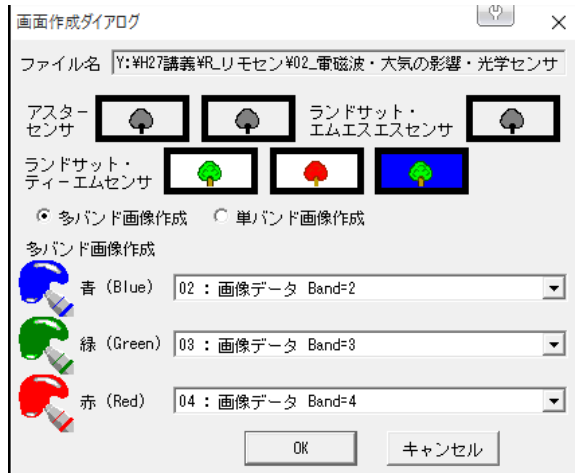 画面作成ダイアログ
ファイル名 Y:¥H27講義¥R_リモセン¥02_電磁波・大気の影響・光学センサ
アスターセンサ
ランドサット・エムエスエスセンサ
ランドサット・ティーエムセンサ
多バンド画像作成 単バンド画像作成
多バンド画像作成
青 (Blue) 02 : 画像データ Band=2
緑 (Green) 03 : 画像データ Band=3
赤 (Red) 04 : 画像データ Band=4
OK キャンセル